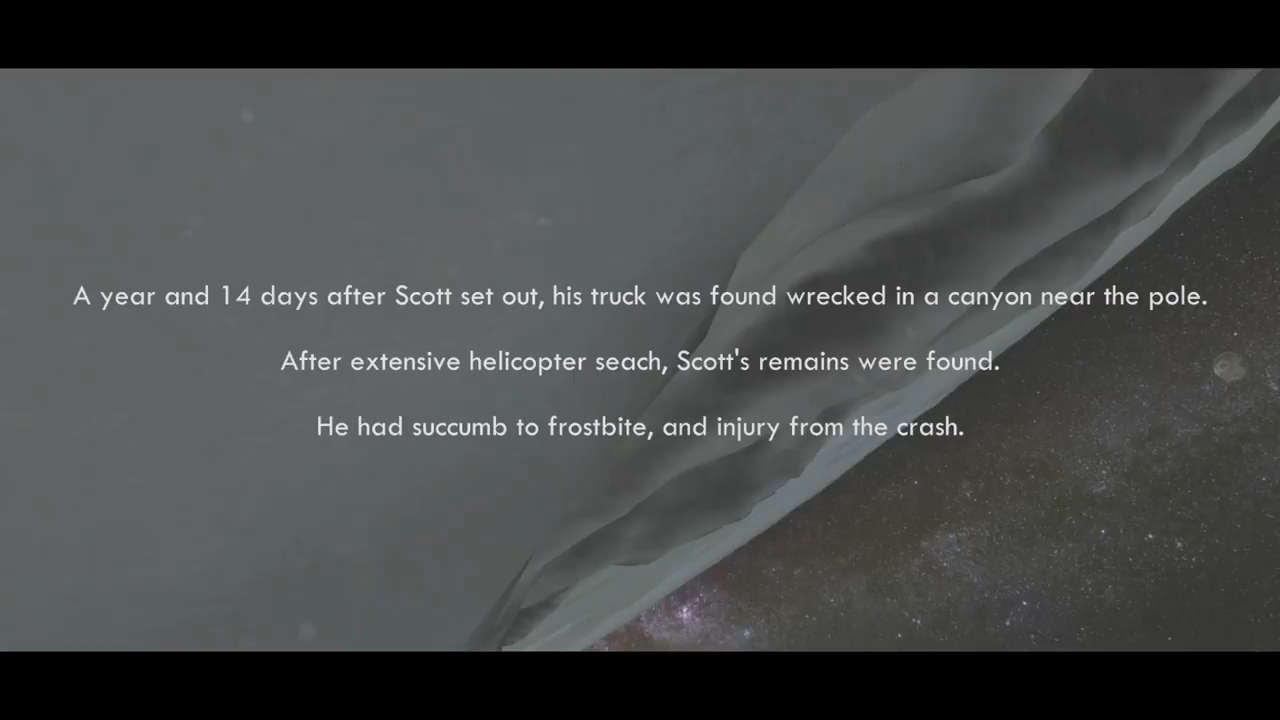 A year and 14 days after Scott set out, his truck was found wrecked in a canyon near the pole.
After extensive helicopter seach, Scott's remains were found.
He had succumb to frostbite, and injury from the crash.